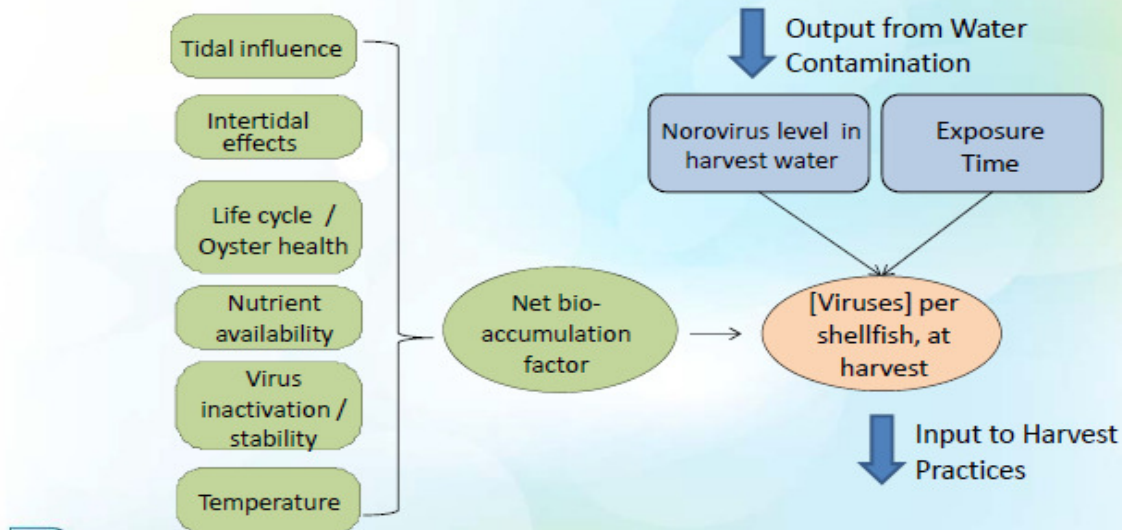 Tidal influence
Intertidal
effects
Life cycle /
Oyster health
Nutrient
availability
Virus
inactivation /
stability
Temperature
Net bio-
accumulation
factor
Output from Water
Contamination
Norovirus level in
harvest water
Exposure
Time
[Viruses] per
shellfish, at
harvest
Input to Harvest
Practices